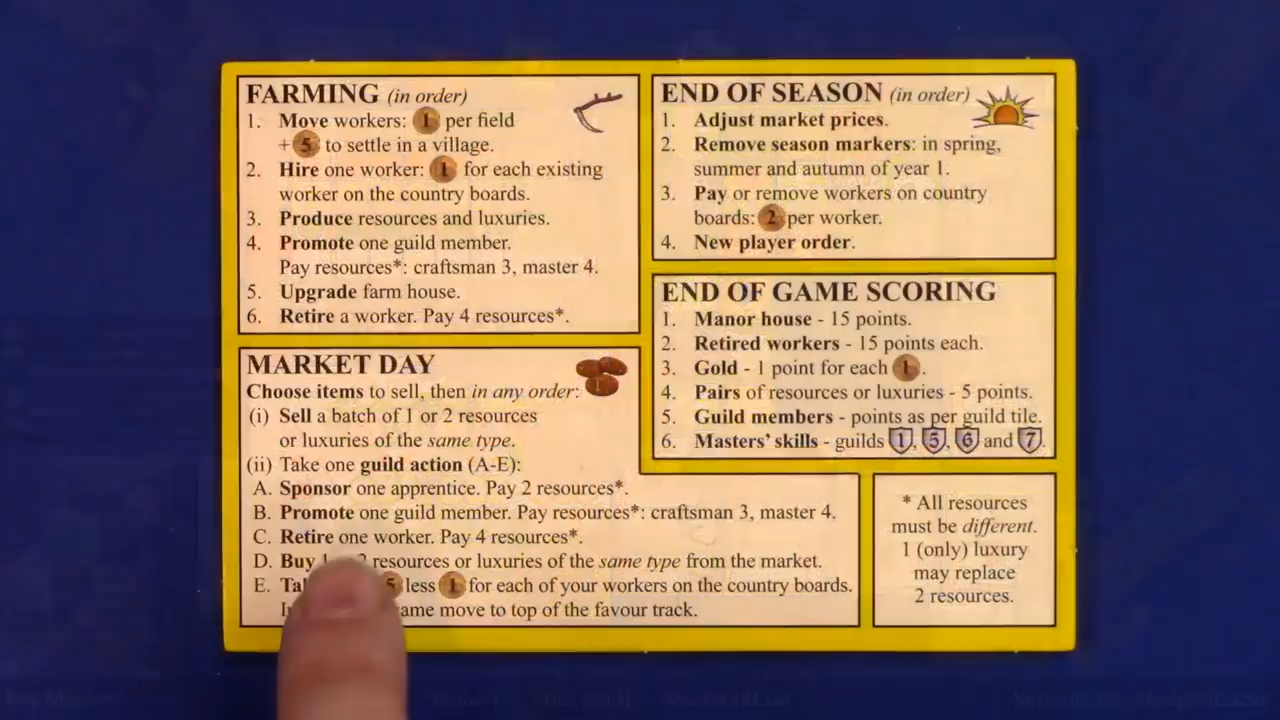 FARMING (in order)
1. Move workers: 1 per field
+ 5 to settle in a village.
2. Hire one worker: 1 for each existing
worker on the country boards.
3. Produce resources and luxuries.
4. Promote one guild member.
Pay resources*: craftsman 3, master 4.
5. Upgrade farm house.
6. Retire a worker. Pay 4 resources*.
MARKET DAY
Choose items to sell, then in any order:
(i) Sell a batch of 1 or 2 resources
or luxuries of the same type.
(ii) Take one guild action (A-E):
A. Sponsor one apprentice. Pay 2 resources*.
B. Promote one guild member. Pay resources*: craftsman 3, master 4.
C. Retire one worker. Pay 4 resources*.
D. Buy 2 resources or luxuries of the same type from the market.
E. 5 less 1 for each of your workers on the country boards.
move to top of the favour track.
END OF SEASON (in order)
1. Adjust market prices.
2. Remove season markers: in spring,
summer and autumn of year 1.
3. Pay or remove workers on country
boards: 2 per worker.
4. New player order.
END OF GAME SCORING
1. Manor house - 15 points.
2. Retired workers - 15 points each.
3. Gold - 1 point for each 1.
4. Pairs of resources or luxuries - 5 points.
5. Guild members - points as per guild tile.
6. Masters' skills - guilds 1, 5, 6 and 7.
* All resources
must be different.
1 (only) luxury
may replace
2 resources.